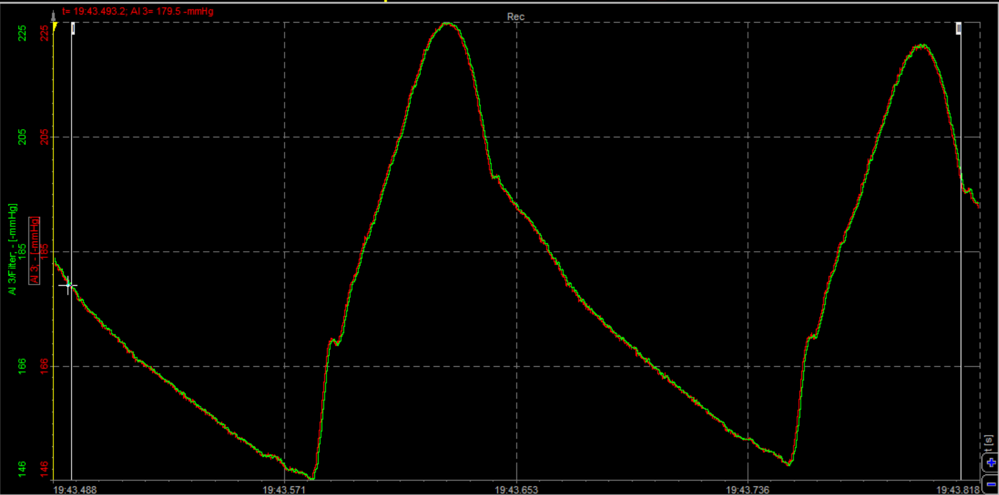 t= 19:43.493.2; AI 3= 179.5 -mmHg
Rec
225
225
205
205
185
185
166
166
146
146
AI 3/Filter; - [-mmHg]
AI 3; - [-mmHg]
I
II
t [s]
19:43.488
19:43.571
19:43.653
19:43.736
19:43.818